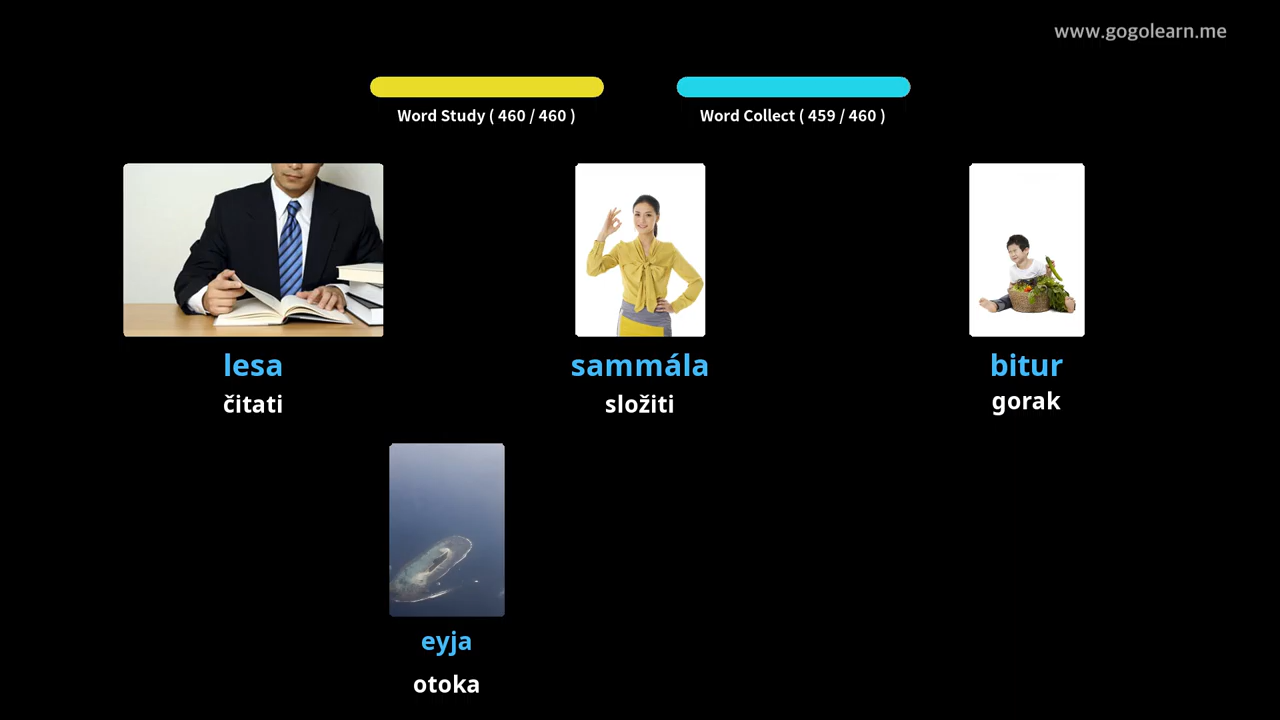 www.gogolearn.me
Word Study ( 460 / 460 )
Word Collect ( 459 / 460 )
lesa
čitati
sammála
složiti
bitur
gorak
eyja
otoka